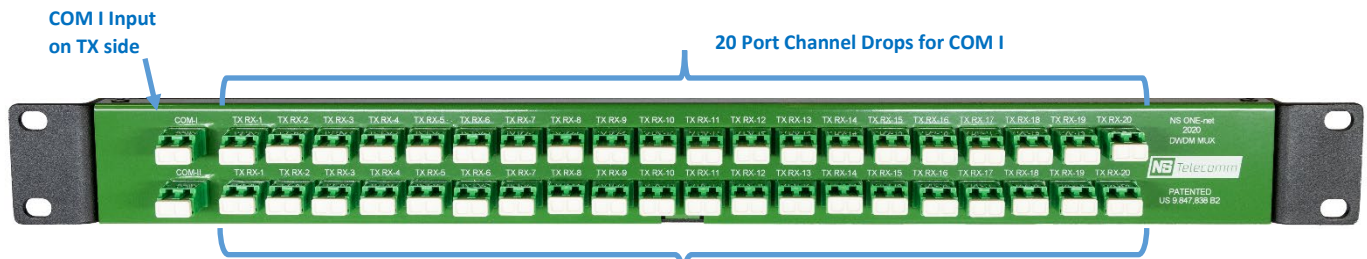 COM I Input
on TX side
20 Port Channel Drops for COM I
COM-I TX RX-1 TX RX-2 TX RX-3 TX RX-4 TX RX-5 TX RX-6 TX RX-7 TX RX-8 TX RX-9 TX RX-10 TX RX-11 TX RX-12 TX RX-13 TX RX-14 TX RX-15 TX RX-16 TX RX-17 TX RX-18 TX RX-19 TX RX-20
NS ONE-net
2020
DWDM MUX
NS Telecomm
COM-II TX RX-1 TX RX-2 TX RX-3 TX RX-4 TX RX-5 TX RX-6 TX RX-7 TX RX-8 TX RX-9 TX RX-10 TX RX-11 TX RX-12 TX RX-13 TX RX-14 TX RX-15 TX RX-16 TX RX-17 TX RX-18 TX RX-19 TX RX-20
PATENTED
US 9,847,838 B2